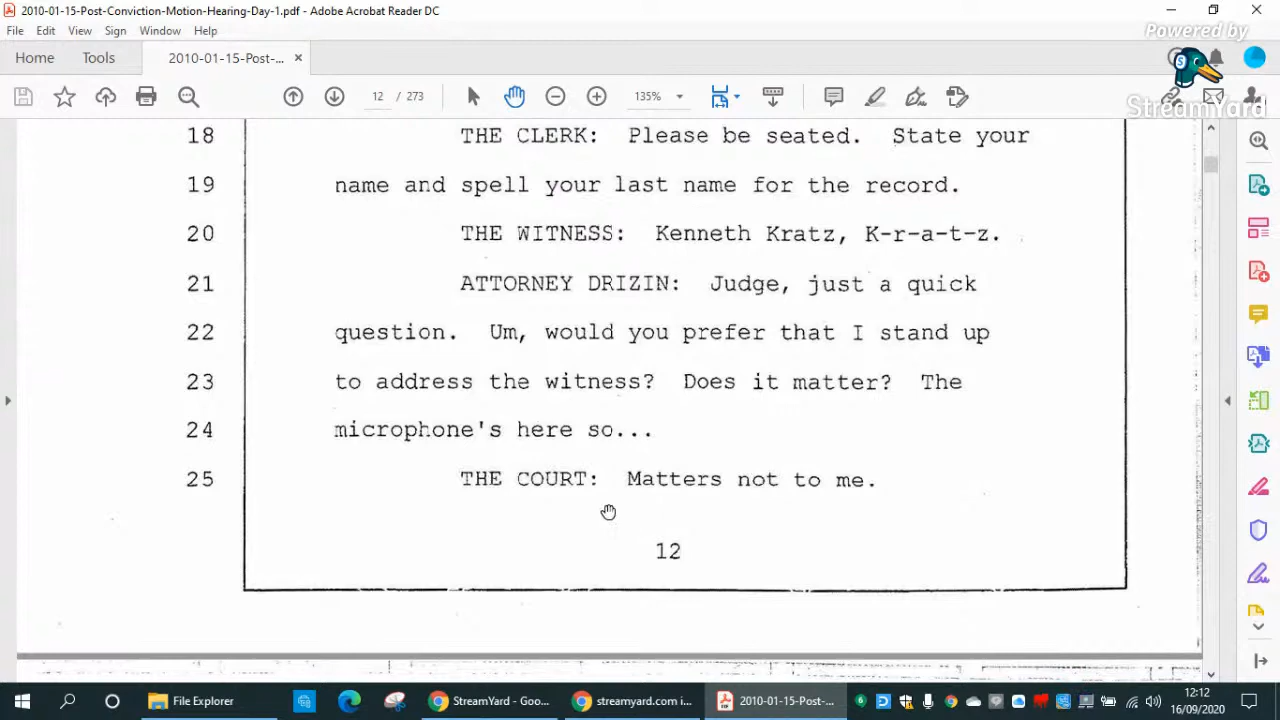 2010-01-15-Post-Conviction-Motion-Hearing-Day-1.pdf - Adobe Acrobat Reader DC
File Edit View Sign Window Help
Powered by
Home Tools 2010-01-15-Post-...
12 / 273 135%
StreamYard
18 THE CLERK: Please be seated. State your
19 name and spell your last name for the record.
20 THE WITNESS: Kenneth Kratz, K-r-a-t-z.
21 ATTORNEY DRIZIN: Judge, just a quick
22 question. Um, would you prefer that I stand up
23 to address the witness? Does it matter? The
24 microphone's here so...
25 THE COURT: Matters not to me.
12
File Explorer StreamYard - Goo... streamyard.com i... 2010-01-15-Post-... 12:12
16/09/2020